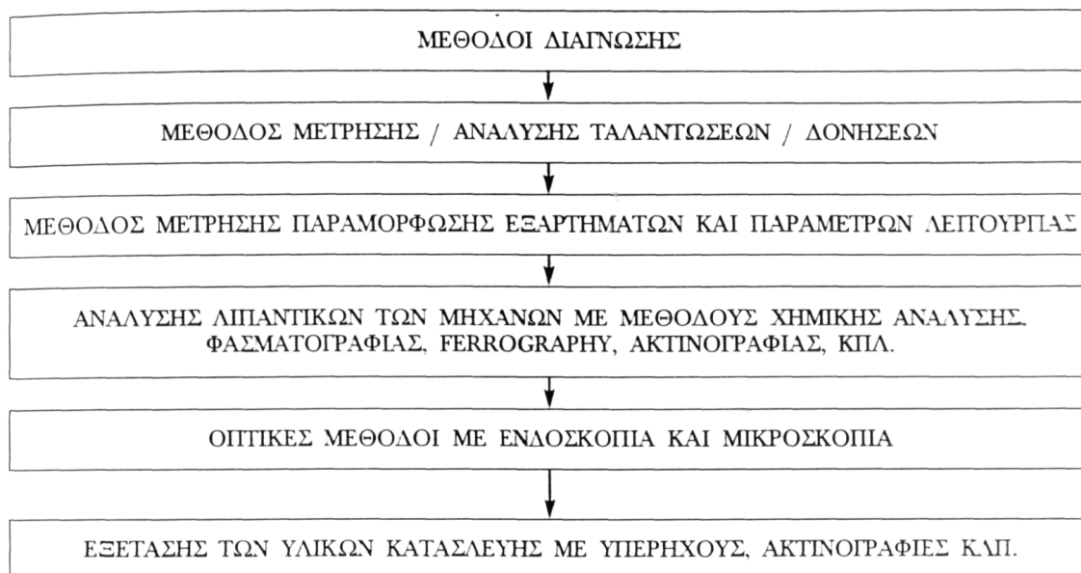 ΜΕΘΟΔΟΙ ΔΙΑΓΝΩΣΗΣ
ΜΕΘΟΔΟΣ ΜΕΤΡΗΣΗΣ / ΑΝΑΛΥΣΗΣ ΤΑΛΑΝΤΩΣΕΩΝ / ΔΟΝΗΣΕΩΝ
ΜΕΘΟΔΟΣ ΜΕΤΡΗΣΗΣ ΠΑΡΑΜΟΡΦΩΣΗΣ ΕΞΑΡΤΗΜΑΤΩΝ ΚΑΙ ΠΑΡΑΜΕΤΡΩΝ ΛΕΙΤΟΥΡΓΙΑΣ
ΑΝΑΛΥΣΗΣ ΛΙΠΑΝΤΙΚΩΝ ΤΩΝ ΜΗΧΑΝΩΝ ΜΕ ΜΕΘΟΔΟΥΣ ΧΗΜΙΚΗΣ ΑΝΑΛΥΣΗΣ.
ΦΑΣΜΑΤΟΓΡΑΦΙΑΣ, FERROGRAPHY, ΑΚΤΙΝΟΓΡΑΦΙΑΣ, ΚΠΛ.
ΟΠΤΙΚΕΣ ΜΕΘΟΔΟΙ ΜΕ ΕΝΔΟΣΚΟΠΙΑ ΚΑΙ ΜΙΚΡΟΣΚΟΠΙΑ
ΕΞΕΤΑΣΗΣ ΤΩΝ ΥΛΙΚΩΝ ΚΑΤΑΣΛΕΥΗΣ ΜΕ ΥΠΕΡΗΧΟΥΣ, ΑΚΤΙΝΟΓΡΑΦΙΕΣ ΚΛΠ.